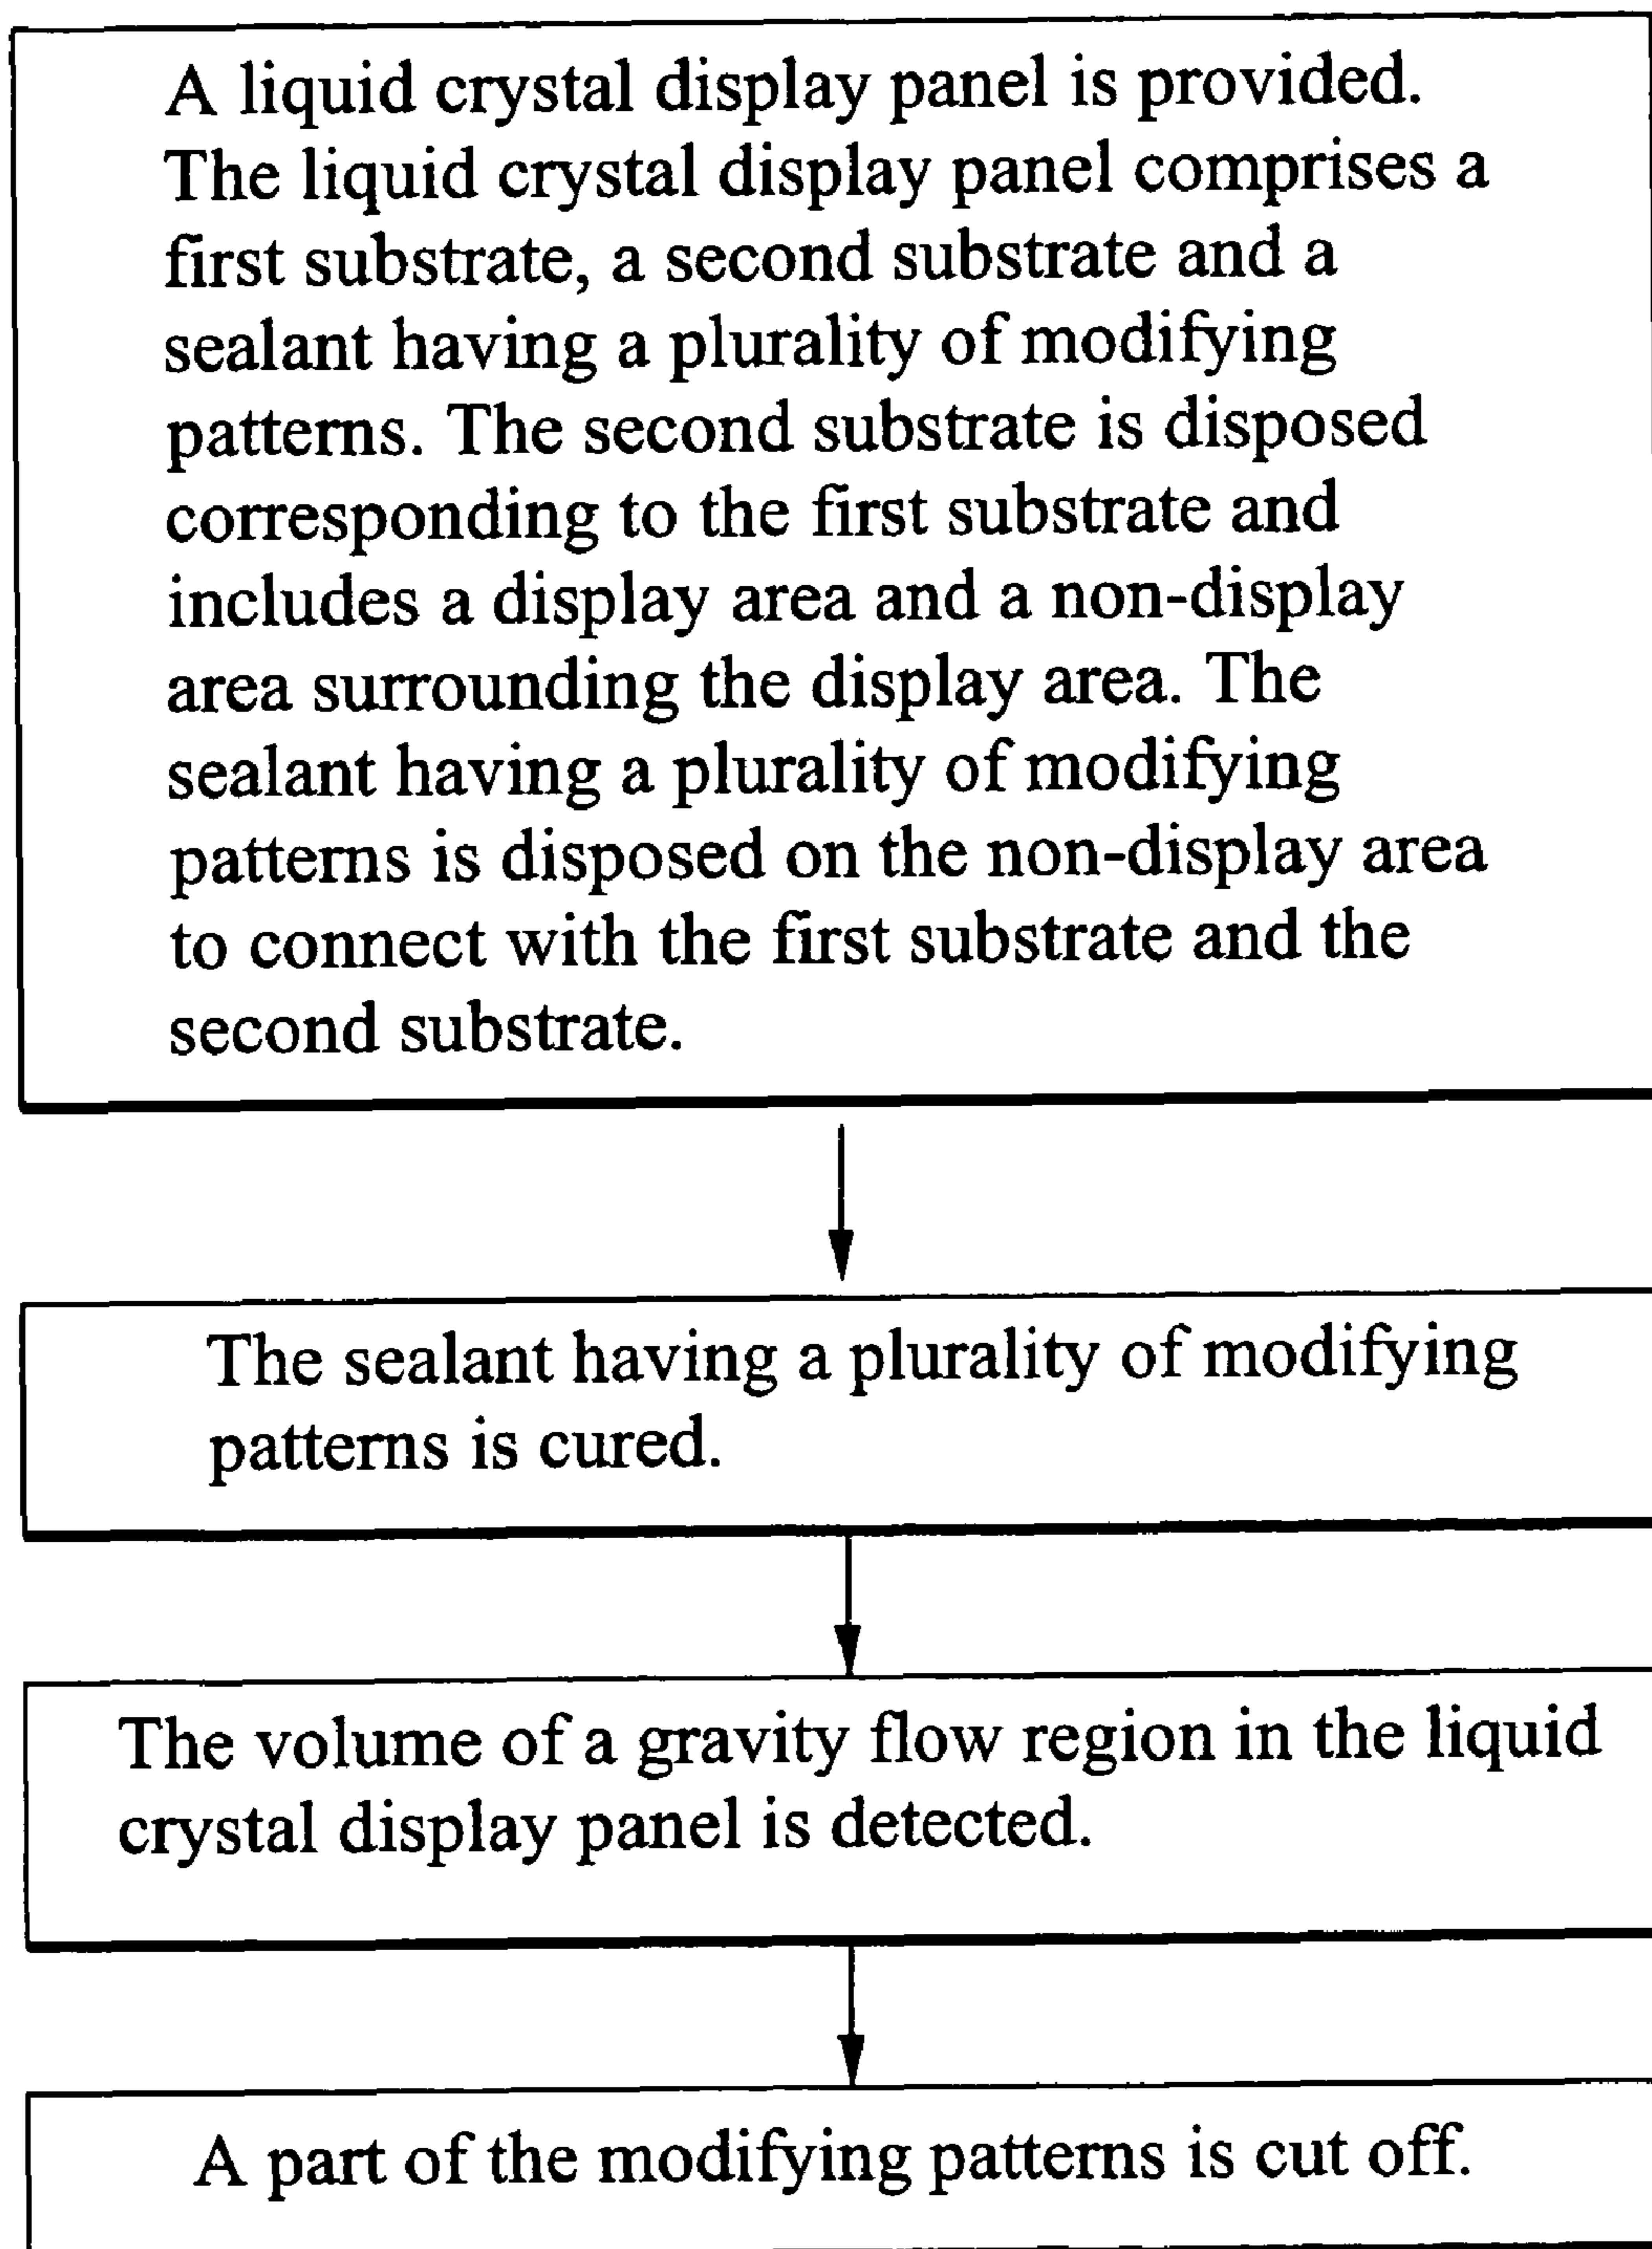 A liquid crystal display panel is provided.
The liquid crystal display panel comprises a
first substrate, a second substrate and a
sealant having a plurality of modifying
patterns. The second substrate is disposed
corresponding to the first substrate and
includes a display area and a non-display
area surrounding the display area. The
sealant having a plurality of modifying
patterns is disposed on the non-display area
to connect with the first substrate and the
second substrate.
The sealant having a plurality of modifying
patterns is cured.
The volume of a gravity flow region in the liquid
crystal display panel is detected.
A part of the modifying patterns is cut off.